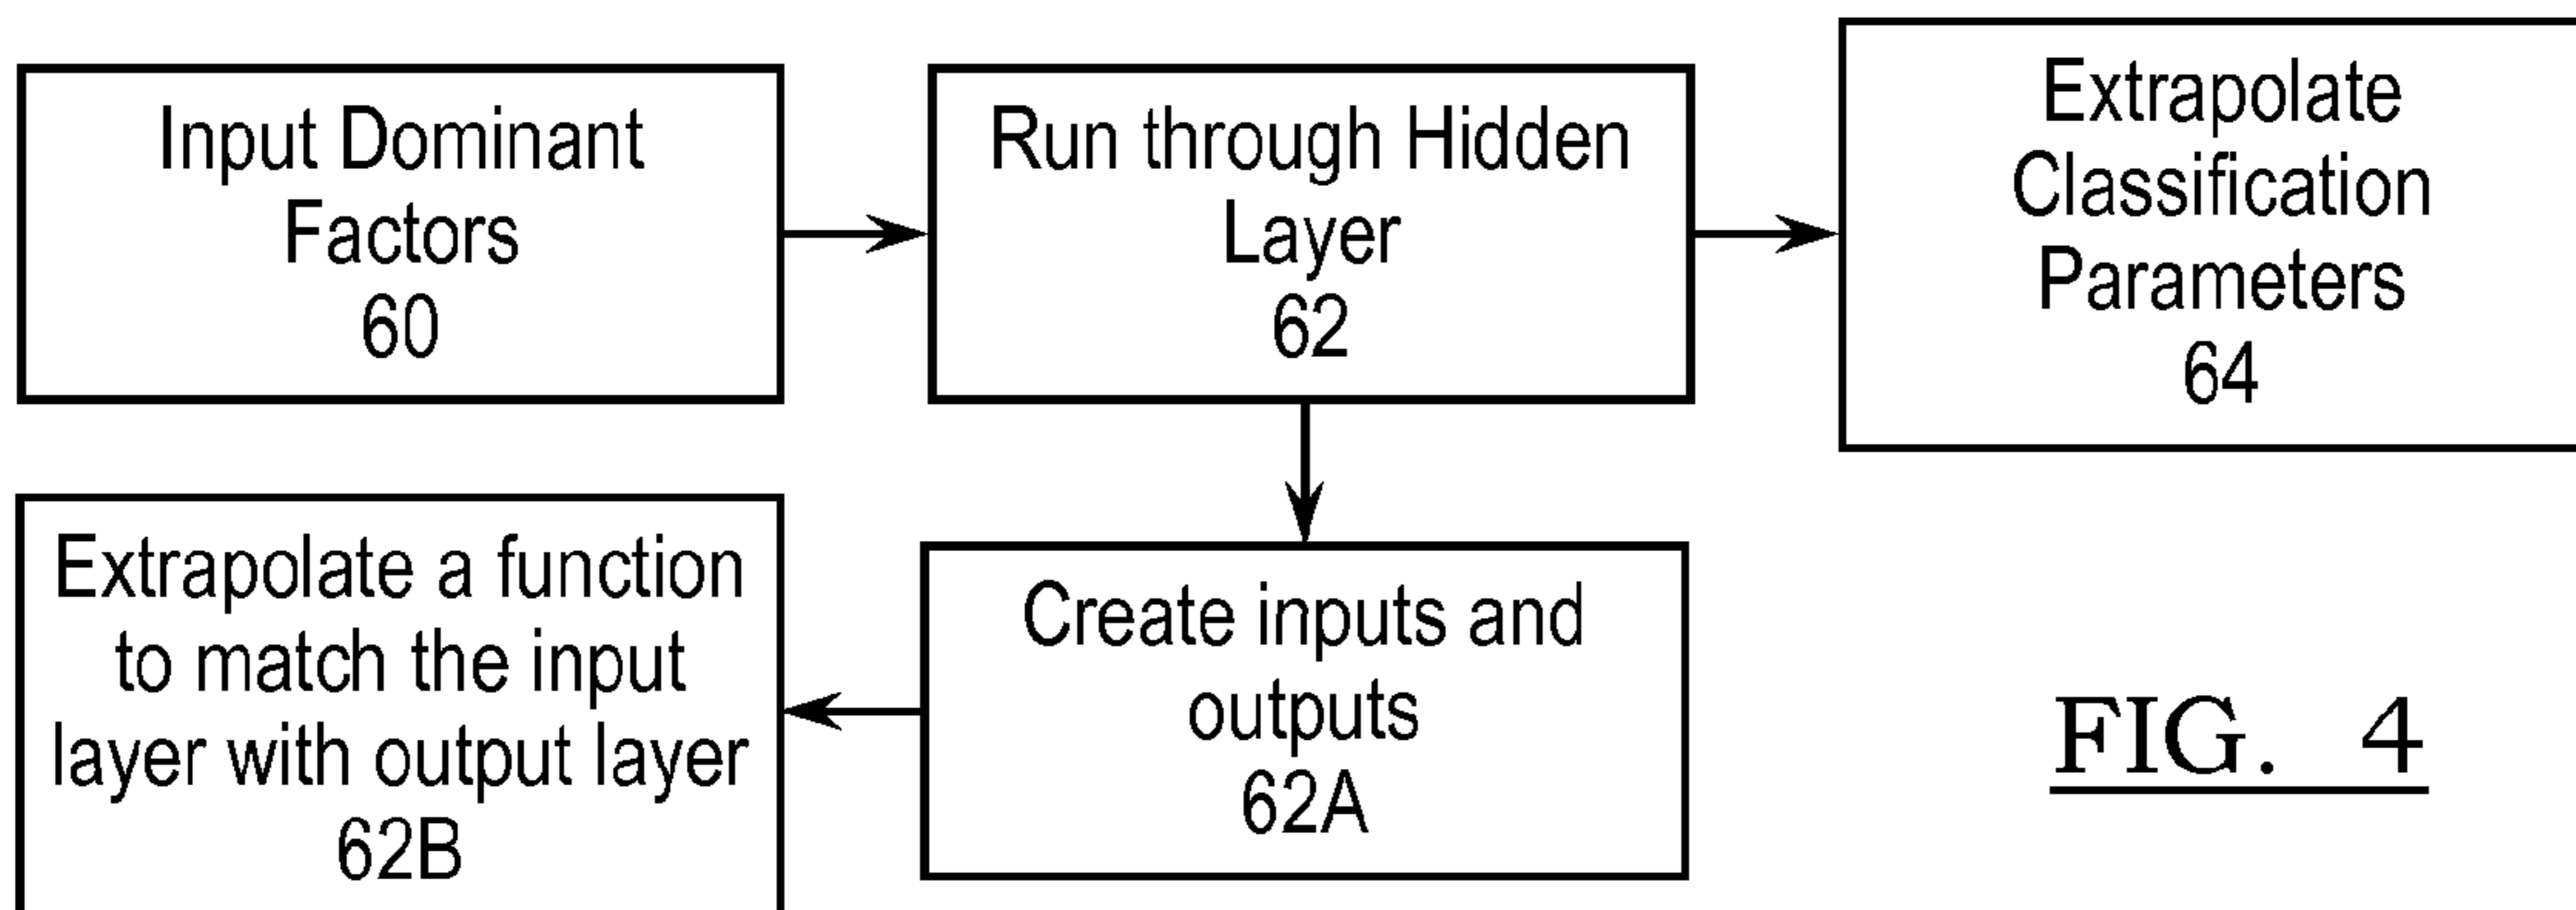 Input Dominant
Factors
60
Run through Hidden
Layer
62
Extrapolate
Classification
Parameters
64
Create inputs and
outputs
62A
Extrapolate a function
to match the input
layer with output layer
62B
FIG. 4